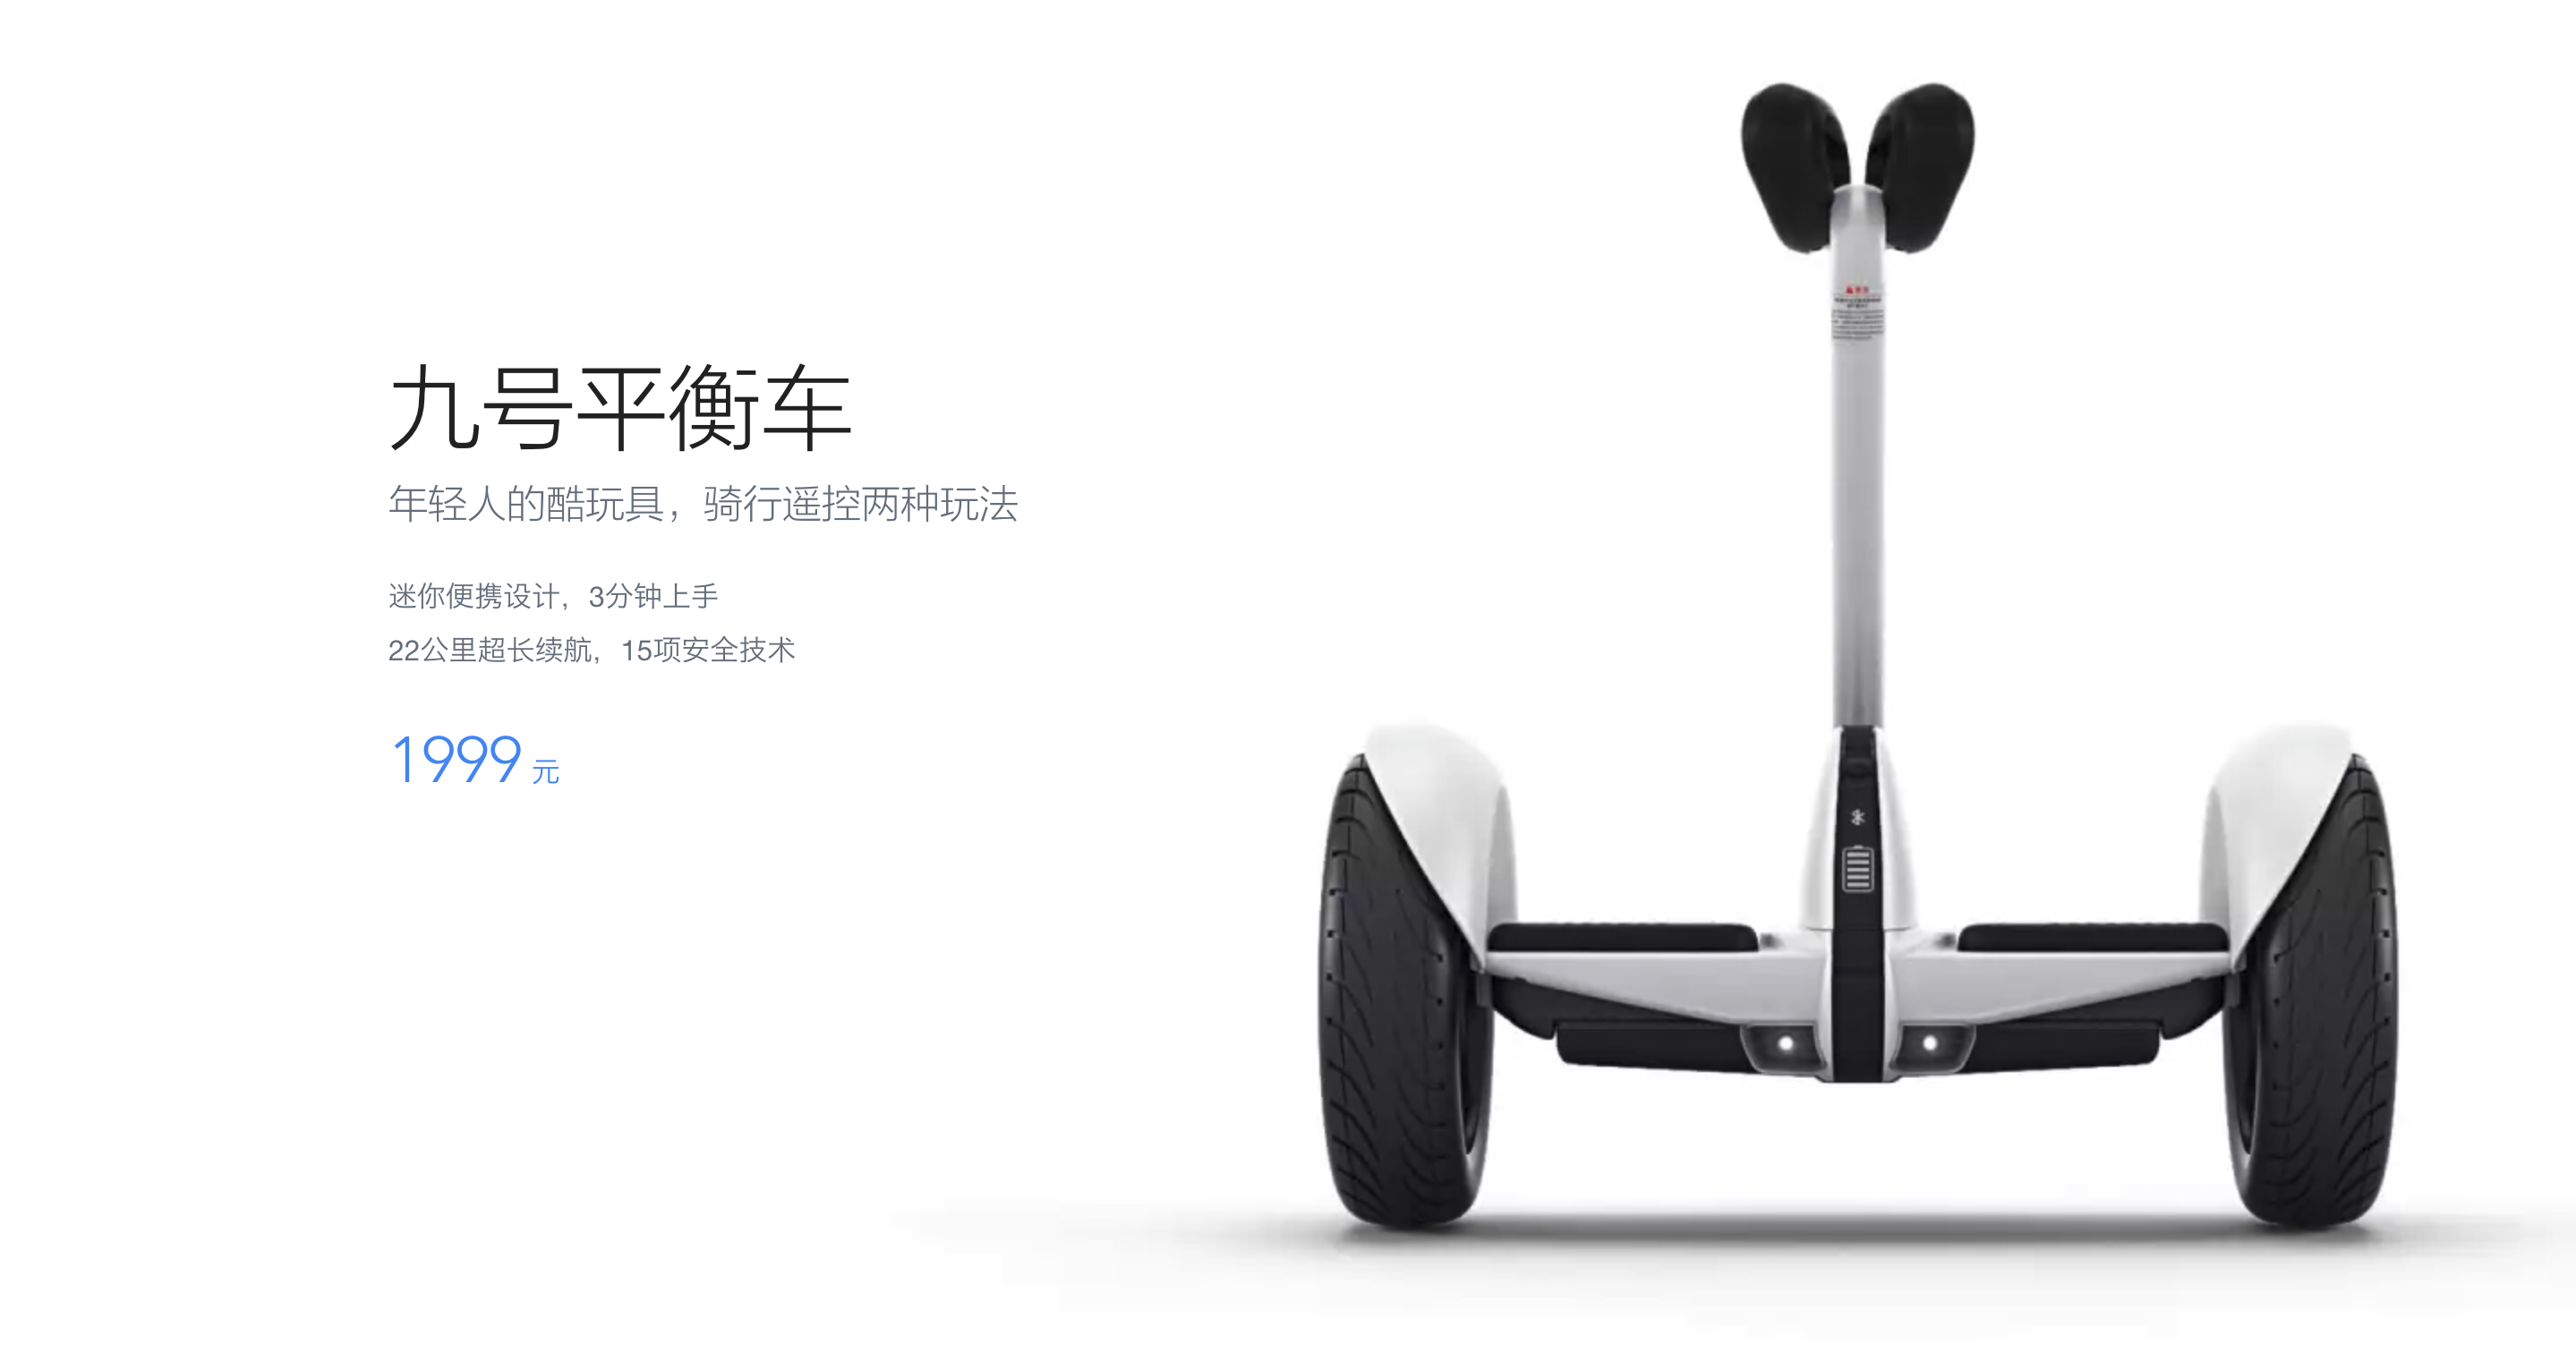 九号平衡车
年轻人的酷玩具，骑行遥控两种玩法
迷你便携设计，3分钟上手
22公里超长续航，15项安全技术
1999 元